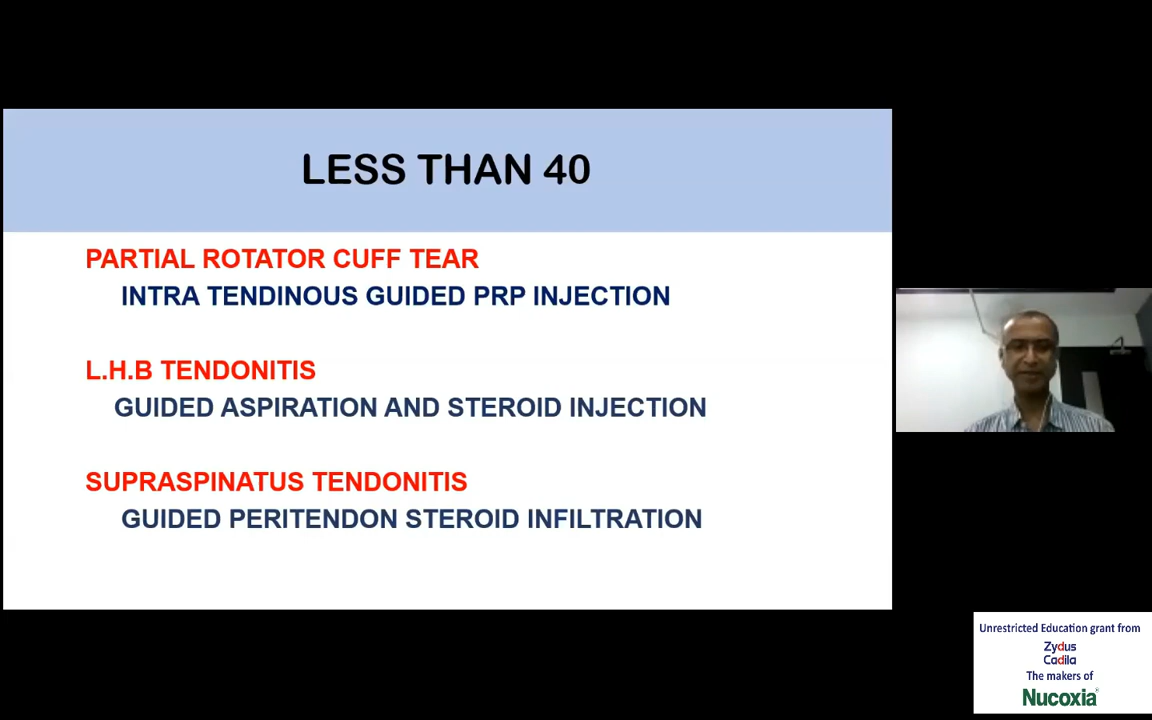 LESS THAN 40
PARTIAL ROTATOR CUFF TEAR
INTRA TENDINOUS GUIDED PRP INJECTION
L.H.B TENDONITIS
GUIDED ASPIRATION AND STEROID INJECTION
SUPRASPINATUS TENDONITIS
GUIDED PERITENDON STEROID INFILTRATION
Unrestricted Education grant from
Zydus
Cadila
The makers of
Nucoxia